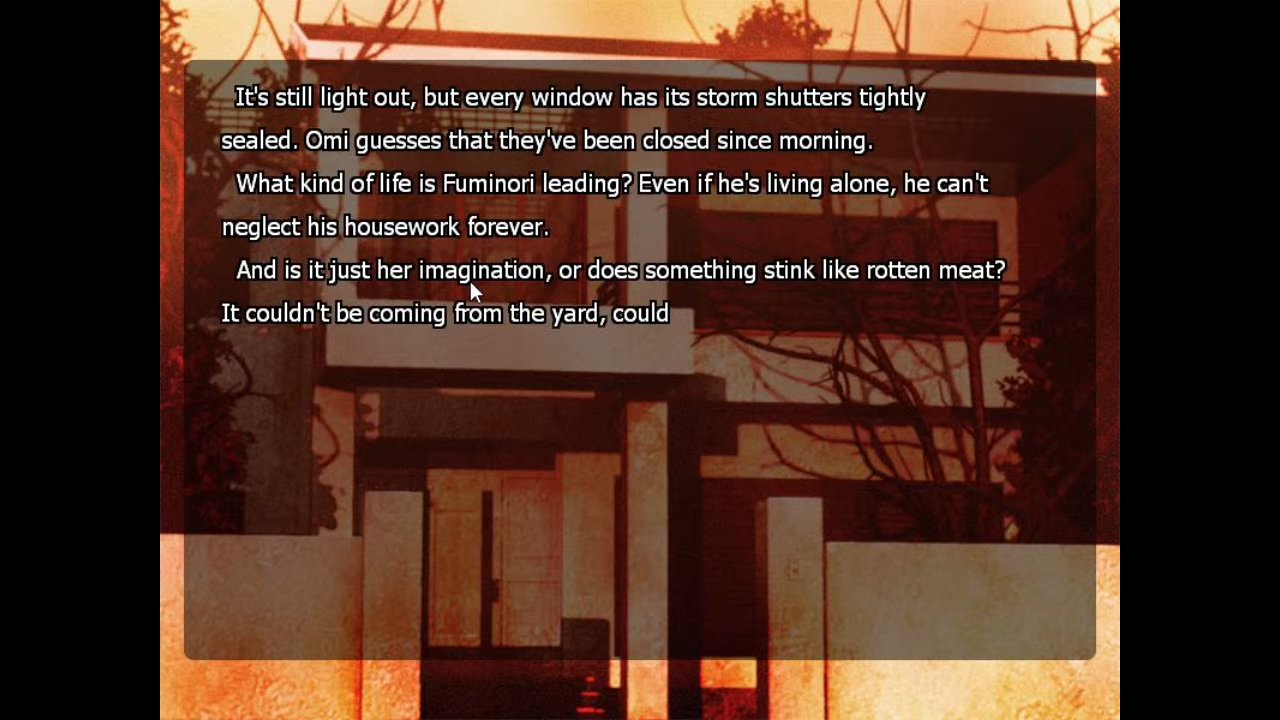 It's still light out, but every window has its storm shutters tightly
sealed. Omi guesses that they've been closed since morning.
What kind of life is Fuminori leading? Even if he's living alone, he can't
neglect his housework forever.
And is it just her imagination, or does something stink like rotten meat?
It couldn't be coming from the yard, could